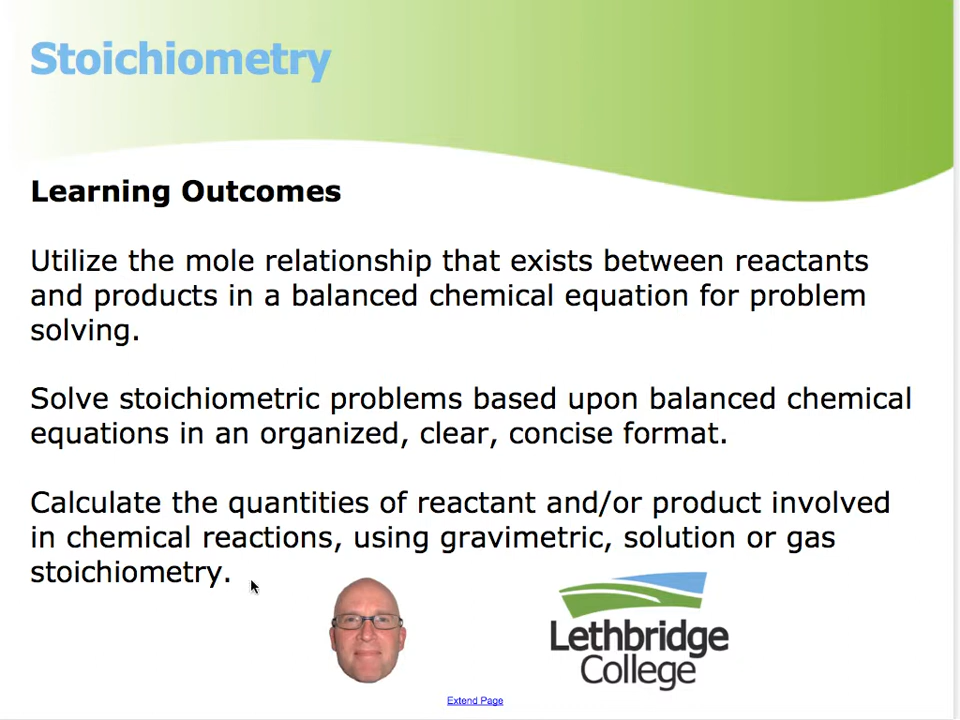 Stoichiometry
Learning Outcomes
Utilize the mole relationship that exists between reactants
and products in a balanced chemical equation for problem
solving.
Solve stoichiometric problems based upon balanced chemical
equations in an organized, clear, concise format.
Calculate the quantities of reactant and/or product involved
in chemical reactions, using gravimetric, solution or gas
stoichiometry.
Lethbridge
College
Extend Page